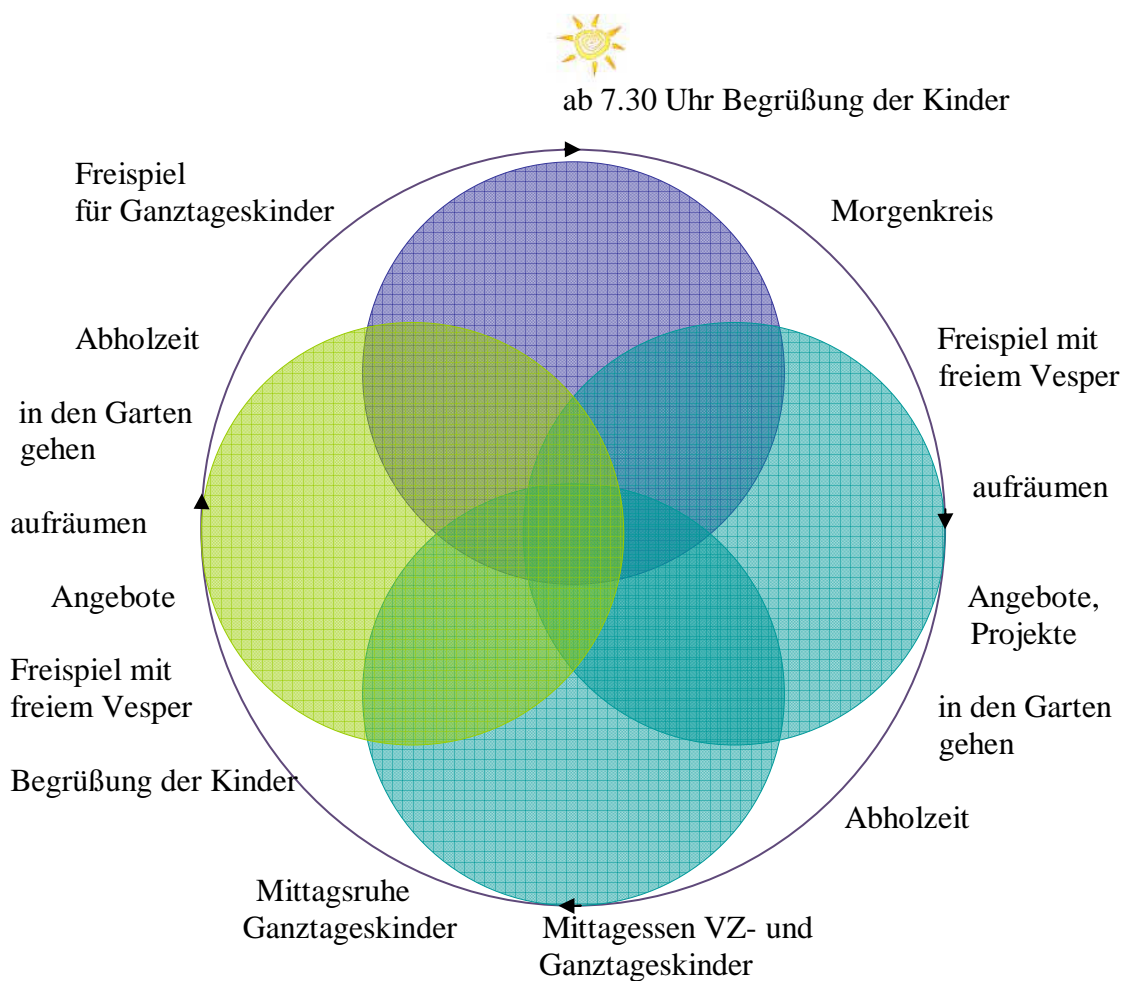 ab 7.30 Uhr Begrüßung der Kinder
Morgenkreis
Freispiel mit
freiem Vesper
aufräumen
Angebote,
Projekte
in den Garten
gehen
Abholzeit
Mittagessen VZ- und
Ganztageskinder
Mittagsruhe
Ganztageskinder
Begrüßung der Kinder
Freispiel mit
freiem Vesper
Angebote
aufräumen
in den Garten
gehen
Abholzeit
Freispiel
für Ganztageskinder